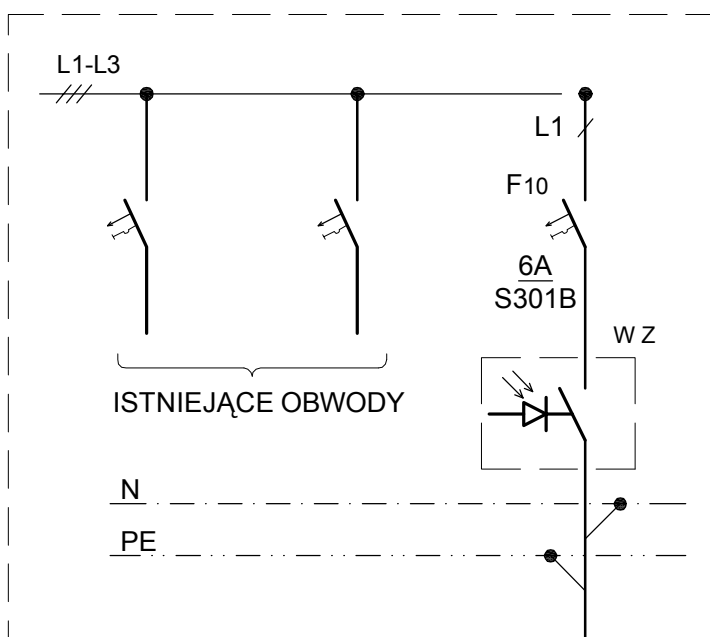 L1-L3
L1
F10
6A
S301B
W Z
ISTNIEJĄCE OBWODY
N
PE